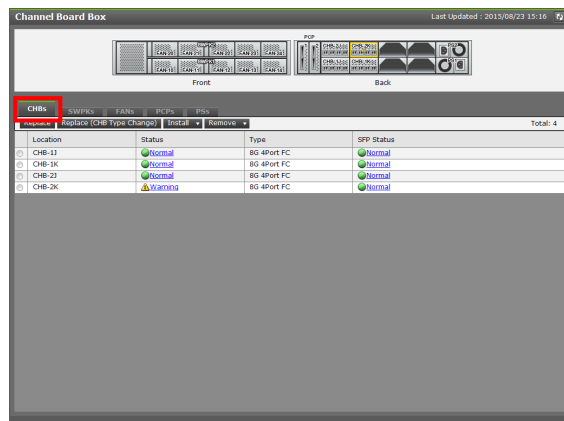 Channel Board Box
Last Updated : 2015/08/23 15:16
PCP
Front
Back
CHBs SWPKs FANs PCPs PSs
Replace Replace (CHB Type Change) Install Remove
Total: 4
Location Status Type SFP Status
CHB-1J Normal 8G 4Port FC Normal
CHB-1K Normal 8G 4Port FC Normal
CHB-2J Normal 8G 4Port FC Normal
CHB-2K Warning 8G 4Port FC Normal